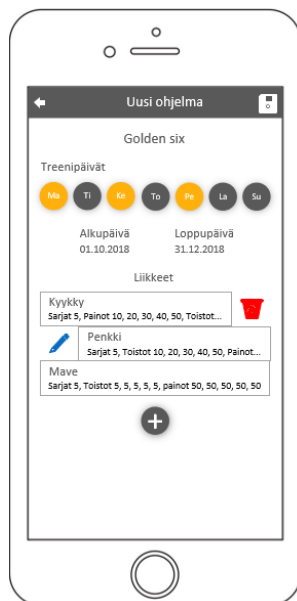 Uusi ohjelma
Golden six
Treenipäivät
Ma Ti Ke To Pe La Su
Alkupäivä Loppupäivä
01.10.2018 31.12.2018
Liikkeet
Kyykky
Sarjat 5, Painot 10, 20, 30, 40, 50, Toistot...
Penkki
Sarjat 5, Toistot 10, 20, 30, 40, 50, Painot...
Mave
Sarjat 5, Toistot 5, 5, 5, 5, 5, painot 50, 50, 50, 50, 50